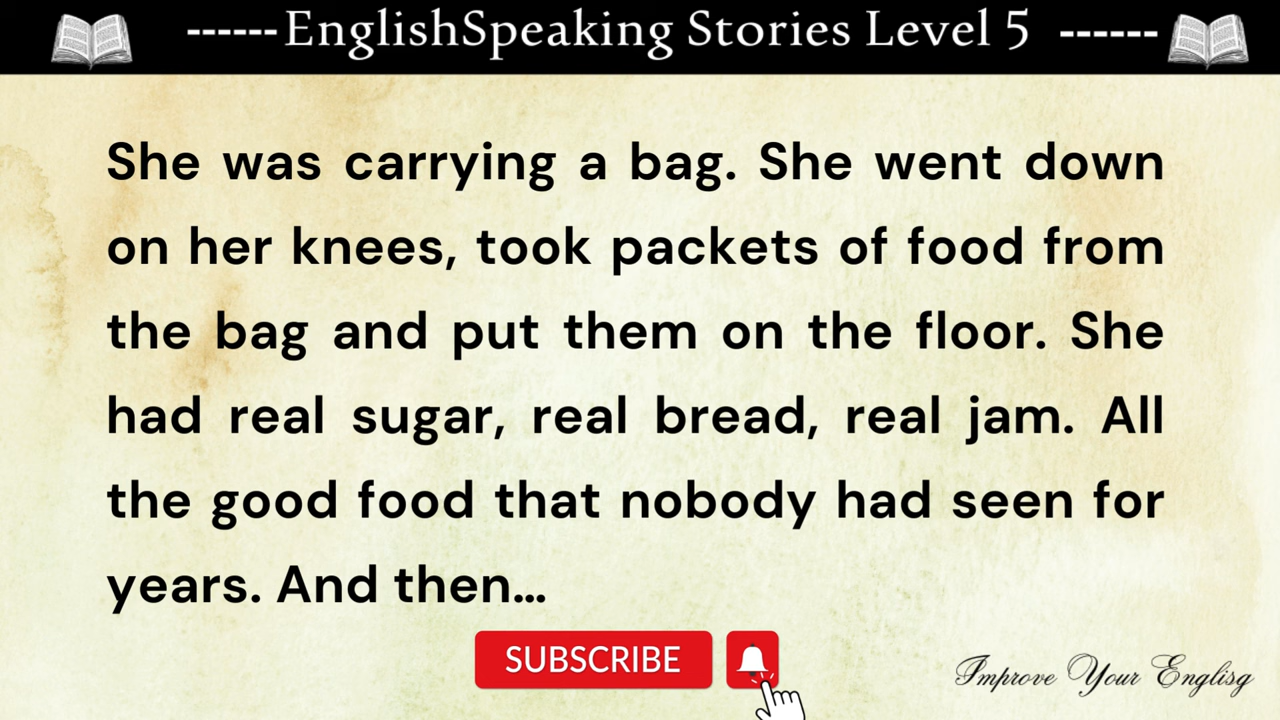 ------EnglishSpeaking Stories Level 5 ------
She was carrying a bag. She went down
on her knees, took packets of food from
the bag and put them on the floor. She
had real sugar, real bread, real jam. All
the good food that nobody had seen for
years. And then...
SUBSCRIBE
Improve Your Englisg